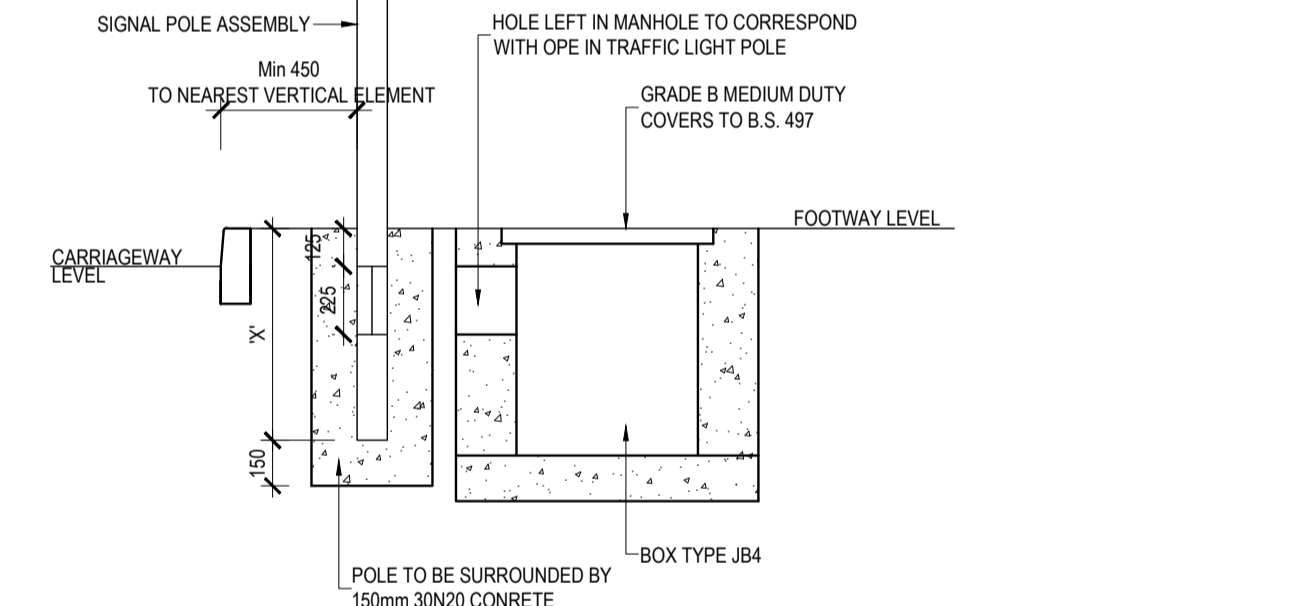 SIGNAL POLE ASSEMBLY
HOLE LEFT IN MANHOLE TO CORRESPOND
WITH OPE IN TRAFFIC LIGHT POLE
Min 450
TO NEAREST VERTICAL ELEMENT
GRADE B MEDIUM DUTY
COVERS TO B.S. 497
FOOTWAY LEVEL
CARRIAGEWAY
LEVEL
125
225
'X'
150
BOX TYPE JB4
POLE TO BE SURROUNDED BY
150mm 30N20 CONRETE